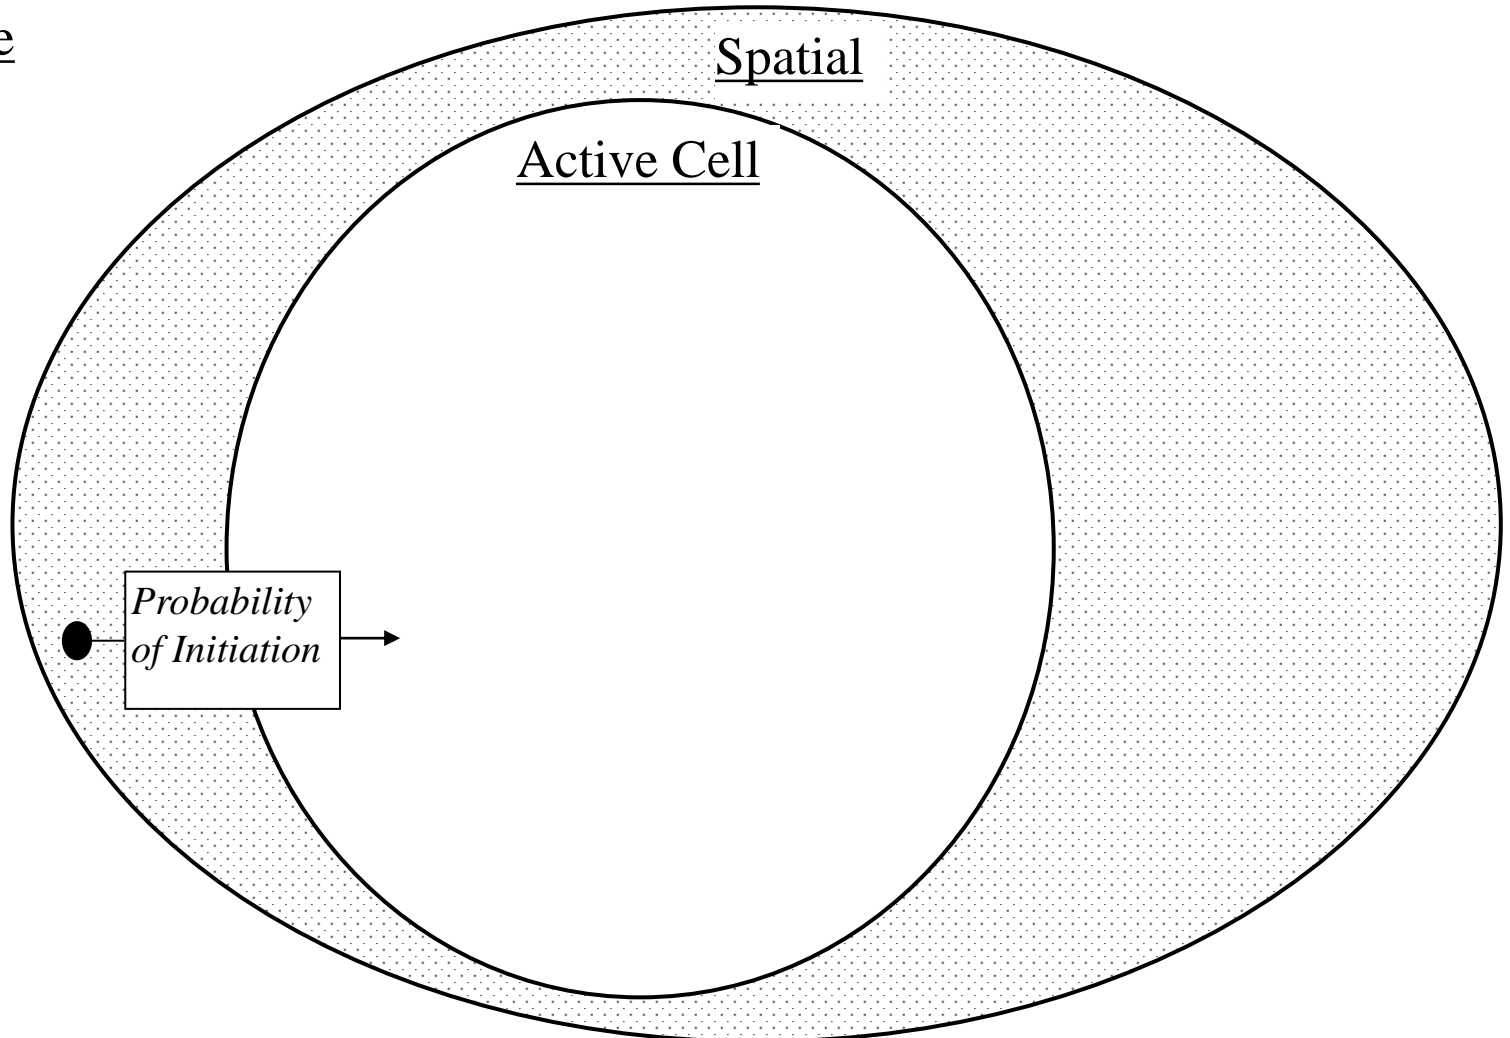 Spatial
Active Cell
Probability
of Initiation